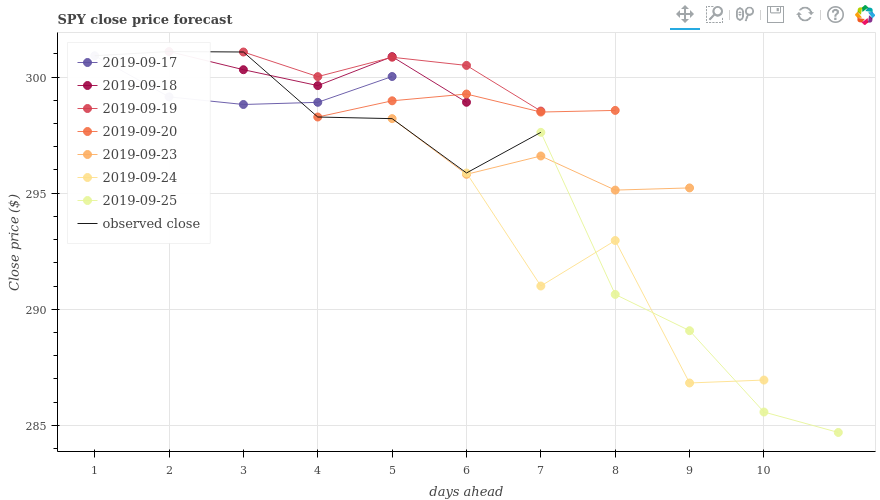 SPY close price forecast
2019-09-17
2019-09-18
2019-09-19
2019-09-20
2019-09-23
2019-09-24
2019-09-25
observed close
Close price ($)
300
295
290
285
1 2 3 4 5 6 7 8 9 10
days ahead